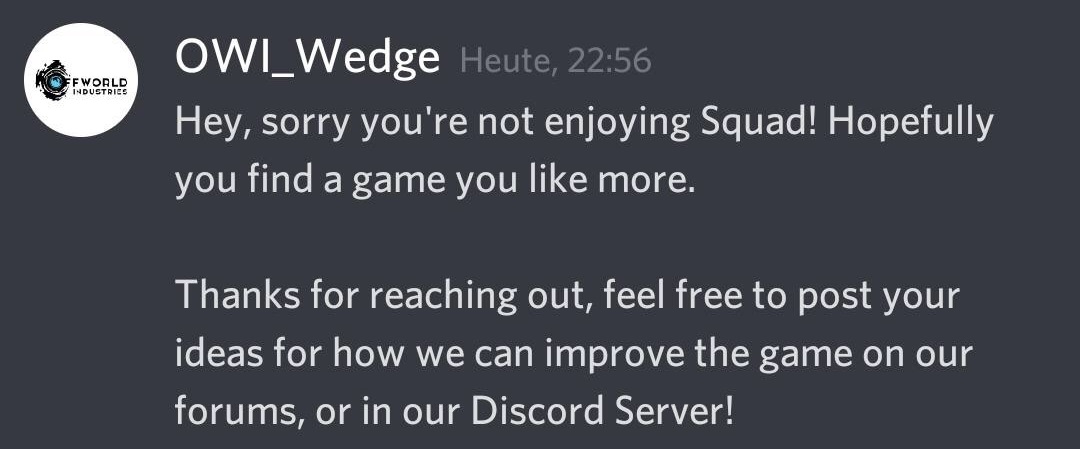 OWI_Wedge Heute, 22:56
FFWORLD
INDUSTRIES
Hey, sorry you're not enjoying Squad! Hopefully
you find a game you like more.
Thanks for reaching out, feel free to post your
ideas for how we can improve the game on our
forums, or in our Discord Server!